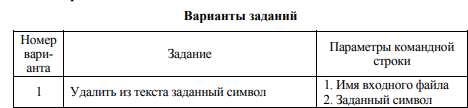 Варианты заданий
Номер
вари-
анта
Задание
Параметры командной
строки
1
Удалить из текста заданный символ
1. Имя входного файла
2. Заданный символ